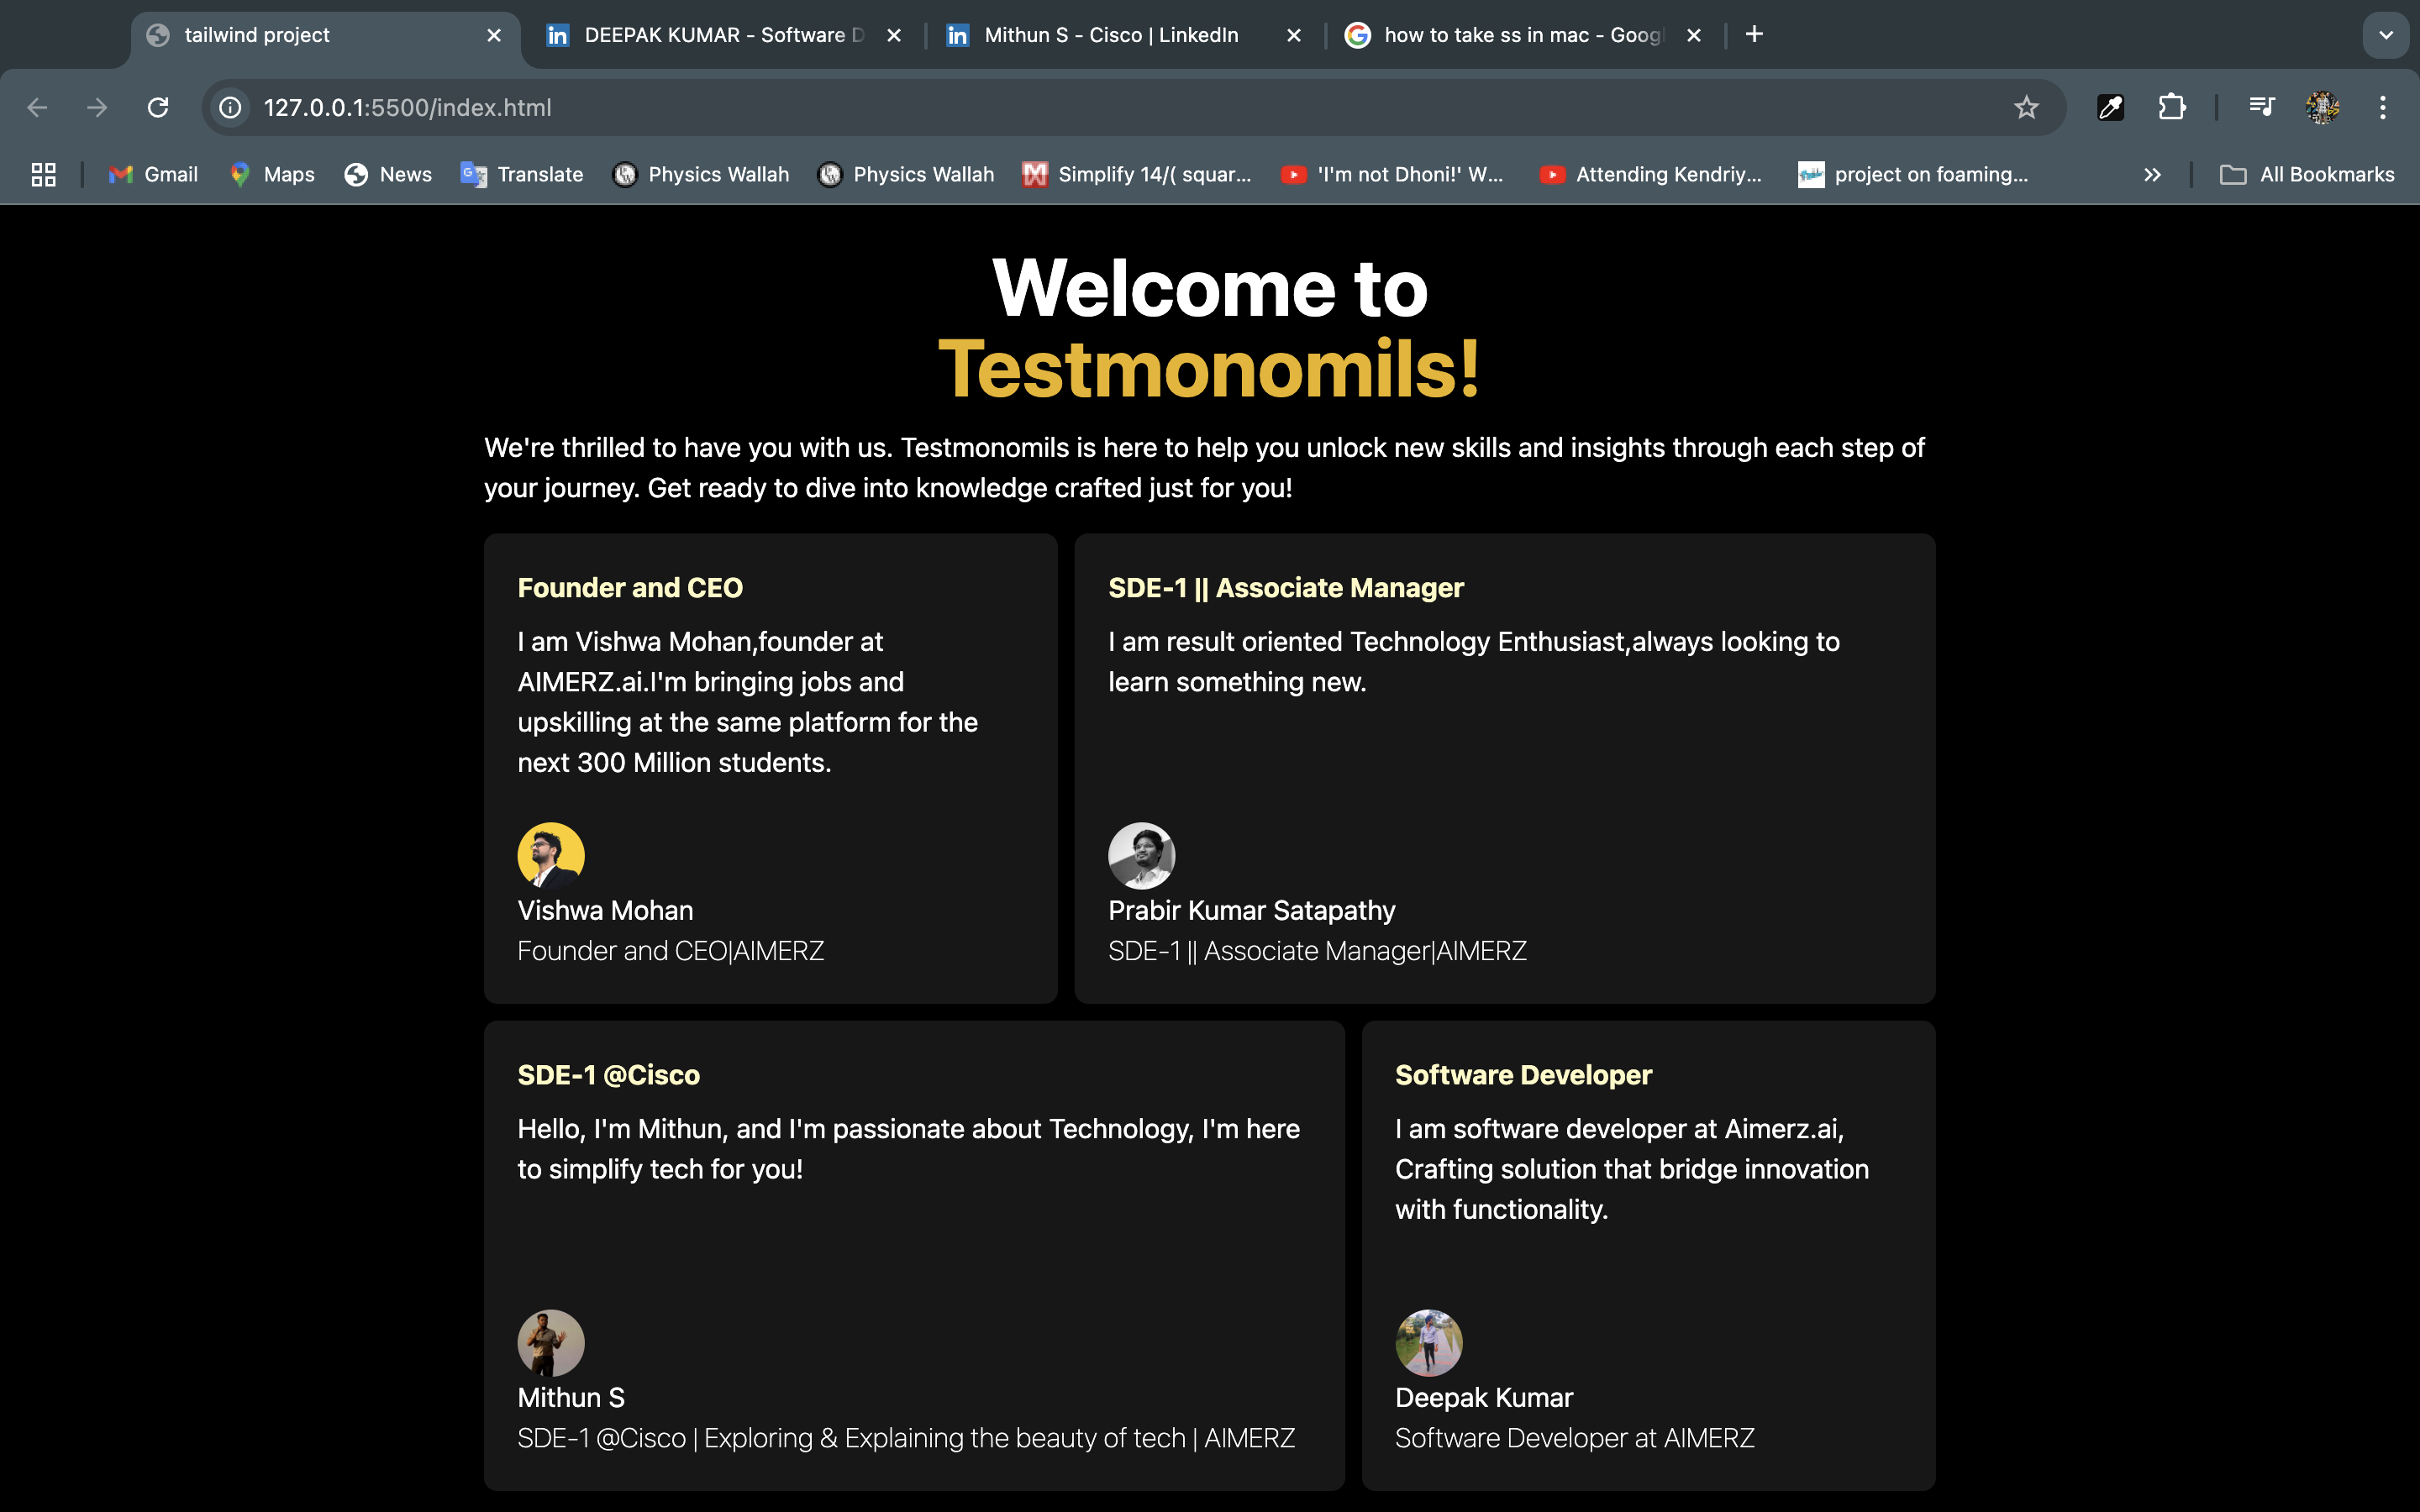 tailwind project
DEEPAK KUMAR - Software D
Mithun S - Cisco | LinkedIn
how to take ss in mac - Goog
127.0.0.1:5500/index.html
Gmail
Maps
News
Translate
Physics Wallah
Physics Wallah
Simplify 14/( squar...
'I'm not Dhoni!' W...
Attending Kendriy...
project on foaming...
All Bookmarks
Welcome to
Testmonomils!
We're thrilled to have you with us. Testmonomils is here to help you unlock new skills and insights through each step of
your journey. Get ready to dive into knowledge crafted just for you!
Founder and CEO
I am Vishwa Mohan,founder at
AIMERZ.ai.I'm bringing jobs and
upskilling at the same platform for the
next 300 Million students.
Vishwa Mohan
Founder and CEO|AIMERZ
SDE-1 || Associate Manager
I am result oriented Technology Enthusiast,always looking to
learn something new.
Prabir Kumar Satapathy
SDE-1 || Associate Manager|AIMERZ
SDE-1 @Cisco
Hello, I'm Mithun, and I'm passionate about Technology, I'm here
to simplify tech for you!
Mithun S
SDE-1 @Cisco | Exploring & Explaining the beauty of tech | AIMERZ
Software Developer
I am software developer at Aimerz.ai,
Crafting solution that bridge innovation
with functionality.
Deepak Kumar
Software Developer at AIMERZ